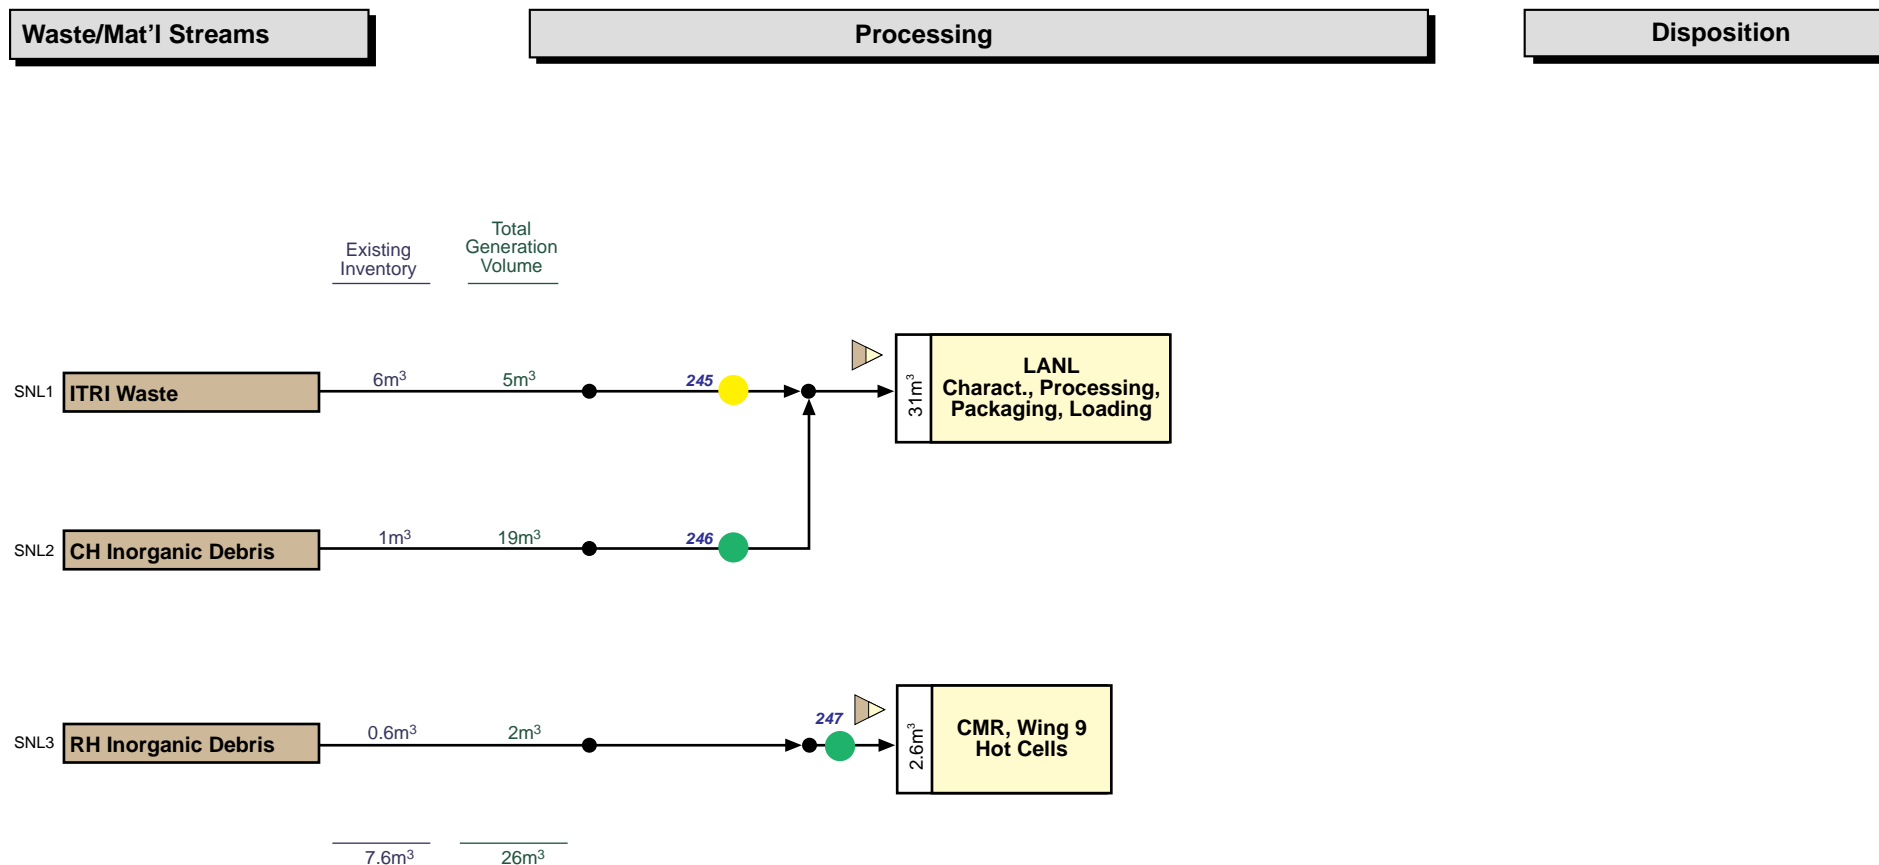 Waste/Mat'l Streams
Processing
Disposition
Existing
Inventory
Total
Generation
Volume
SNL1
ITRI Waste
6m³
5m³
245
31m³
LANL
Charact., Processing,
Packaging, Loading
SNL2
CH Inorganic Debris
1m³
19m³
246
SNL3
RH Inorganic Debris
0.6m³
2m³
247
2.6m³
CMR, Wing 9
Hot Cells
7.6m³
26m³